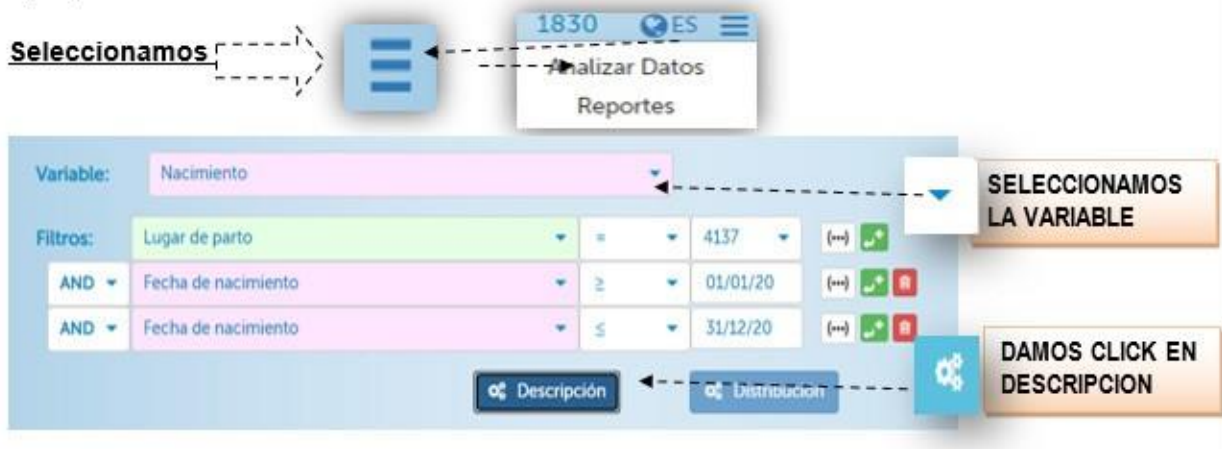 Seleccionamos
1830 ES
Analizar Datos
Reportes
Variable: Nacimiento
SELECCIONAMOS
LA VARIABLE
Filtros: Lugar de parto = 4137 (···)
AND Fecha de nacimiento ≥ 01/01/20 (···)
AND Fecha de nacimiento ≤ 31/12/20 (···)
Descripción Distribución
DAMOS CLICK EN
DESCRIPCION